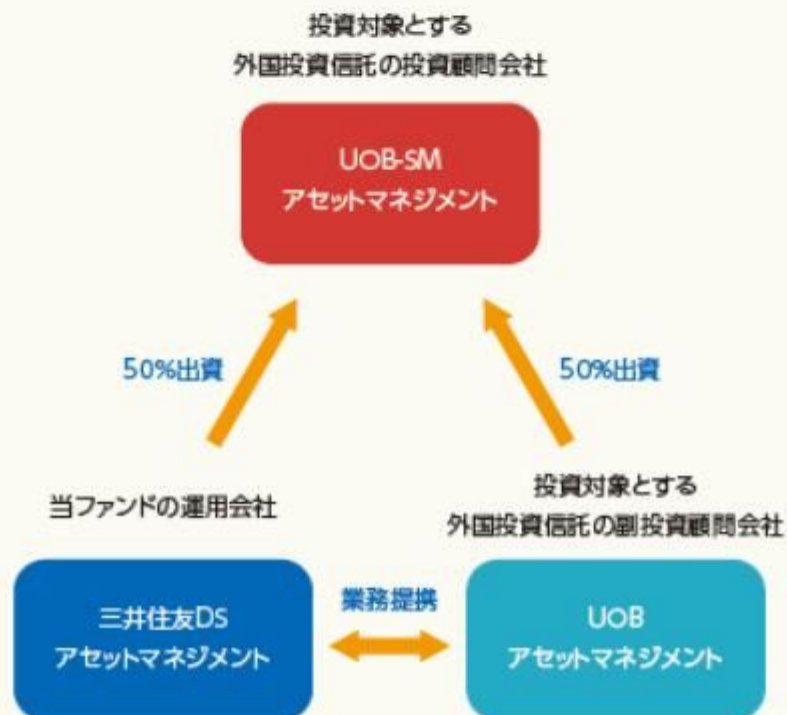 投資対象とする
外国投資信託の投資顧問会社
UOB-SM
アセットマネジメント
50%出資
50%出資
当ファンドの運用会社
投資対象とする
外国投資信託の副投資顧問会社
三井住友DS
アセットマネジメント
業務提携
UOB
アセットマネジメント